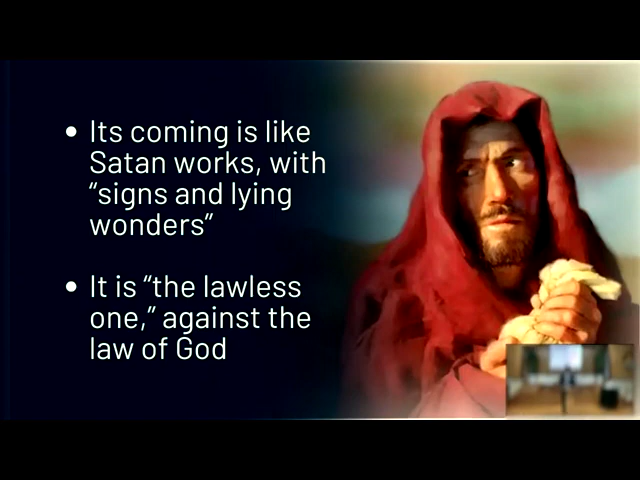 • Its coming is like
Satan works, with
“signs and lying
wonders”
• It is “the lawless
one,” against the
law of God